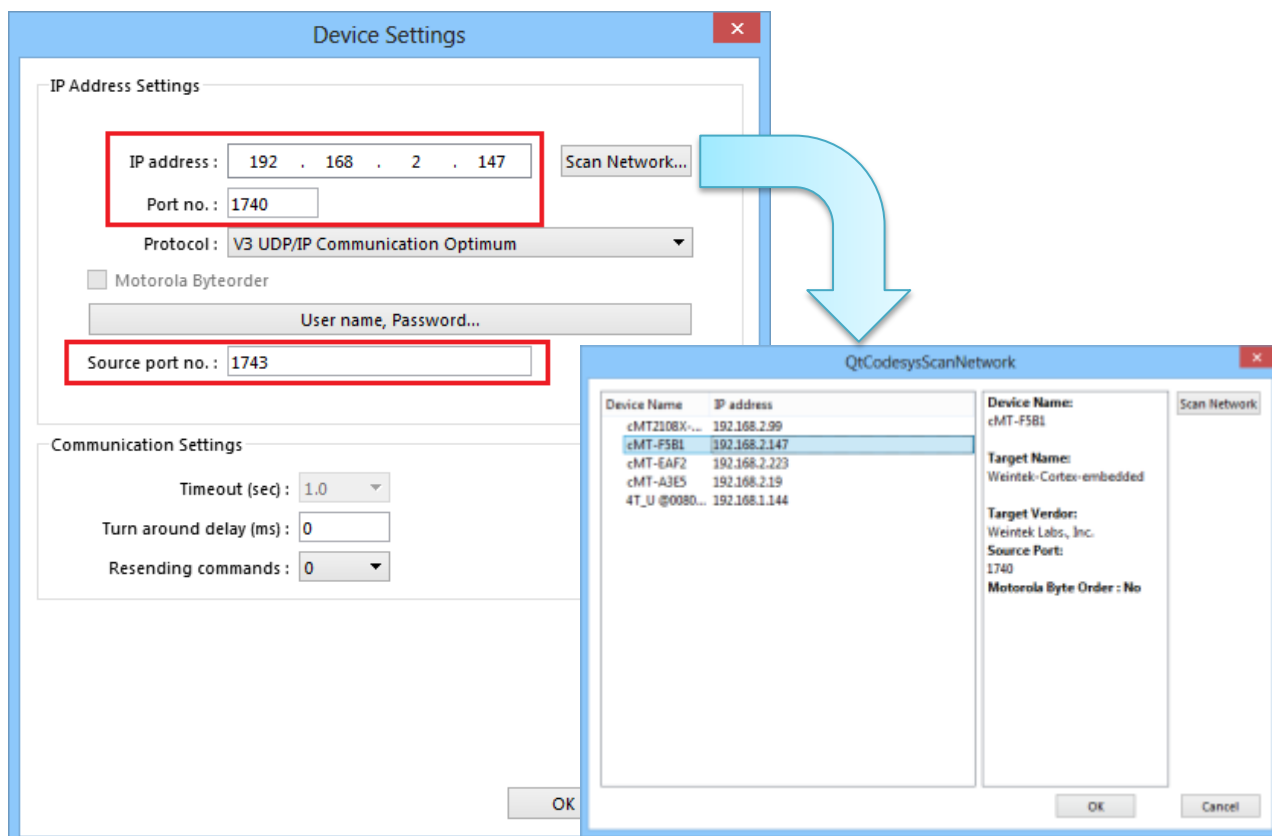 Device Settings
IP Address Settings
IP address : 192 . 168 . 2 . 147 Scan Network...
Port no. : 1740
Protocol : V3 UDP/IP Communication Optimum
Motorola Byteorder
User name, Password...
Source port no. : 1743
Communication Settings
Timeout (sec) : 1.0
Turn around delay (ms) : 0
Resending commands : 0
OK
QtCodesysScanNetwork
Device Name IP address
cMT2108X-... 192.168.2.99
cMT-F5B1 192.168.2.147
cMT-EAF2 192.168.2.223
cMT-A3E5 192.168.2.19
4T_U @0080... 192.168.1.144
Device Name:
cMT-F5B1
Target Name:
Weintek-Cortex-embedded
Target Verdor:
Weintek Labs., Inc.
Source Port:
1740
Motorola Byte Order : No
Scan Network
OK Cancel